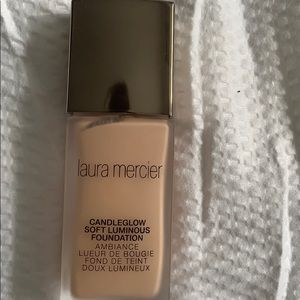 laura mercier
CANDLEGLOW
SOFT LUMINOUS
FOUNDATION
AMBIANCE
LUEUR DE BOUGIE
FOND DE TEINT
DOUX LUMINEUX